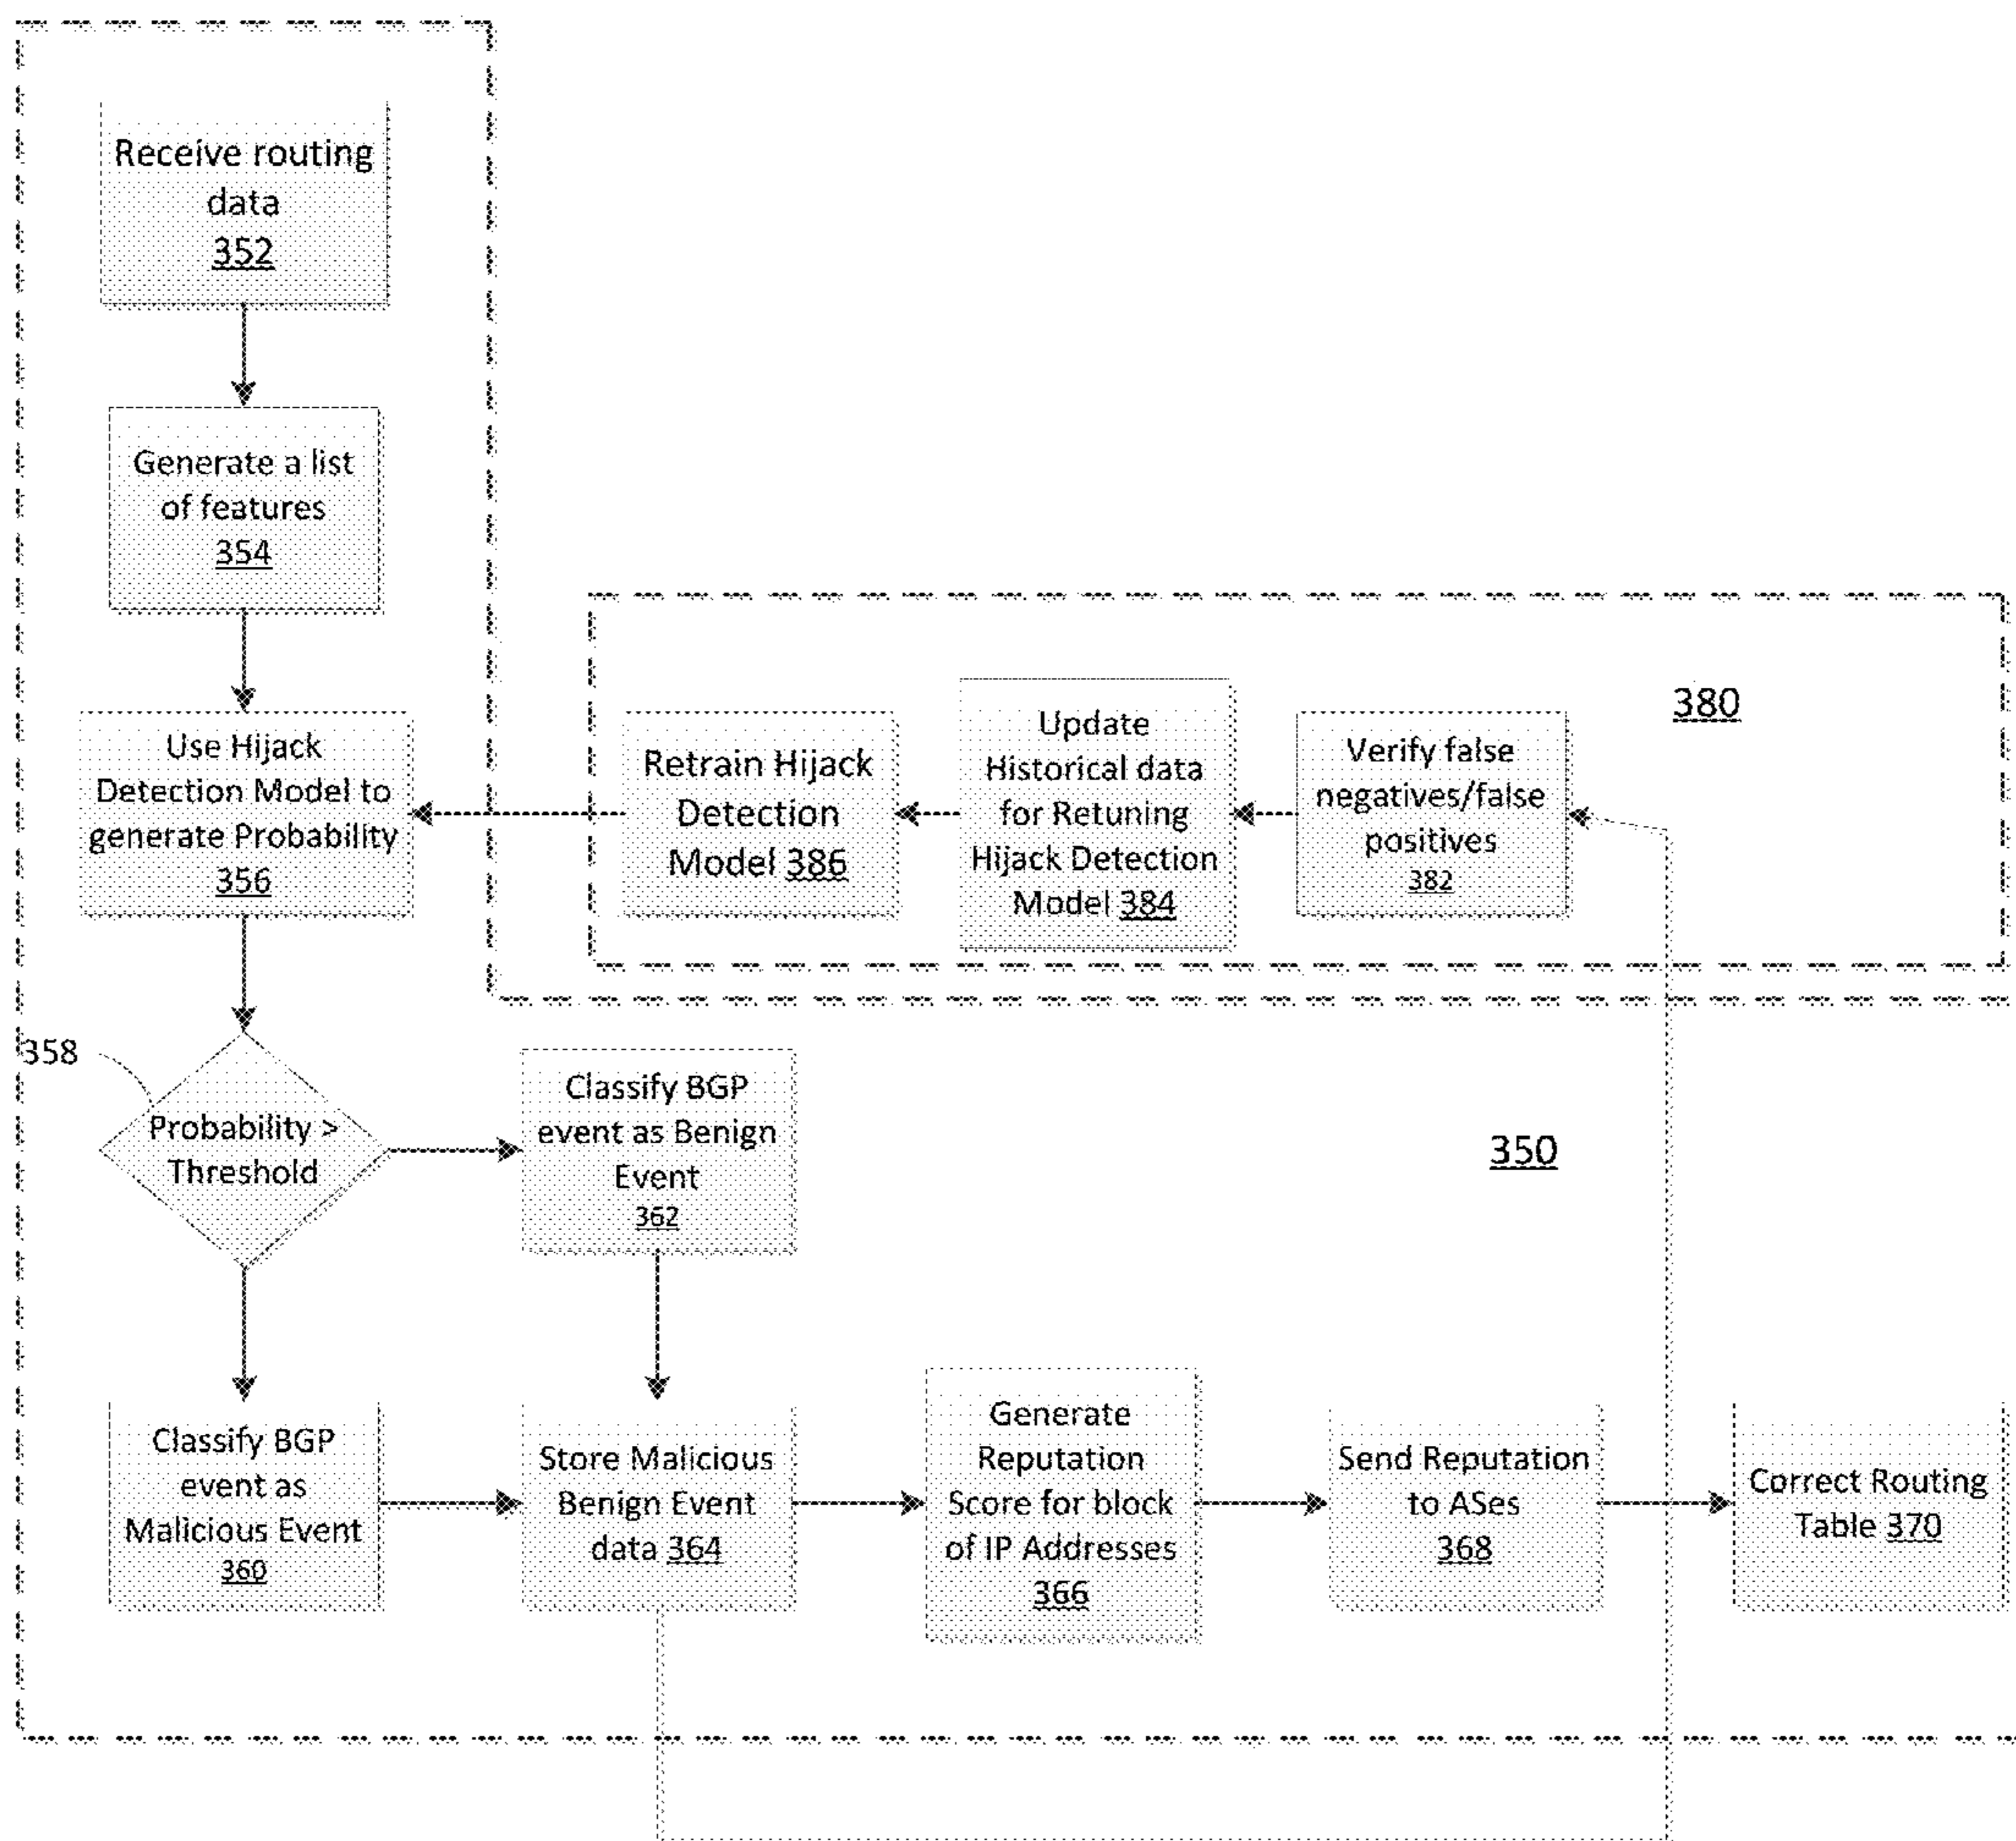 Receive routing
data
352
Generate a list
of features
354
Use Hijack
Detection Model to
generate Probability
356
Retrain Hijack
Detection
Model 386
Update
Historical data
for Retuning
Hijack Detection
Model 384
Verify false
negatives/false
positives
382
380
358
Probability >
Threshold
Classify BGP
event as Benign
Event
362
350
Classify BGP
event as
Malicious Event
360
Store Malicious
Benign Event
data 364
Generate
Reputation
Score for block
of IP Addresses
366
Send Reputation
to ASes
368
Correct Routing
Table 370